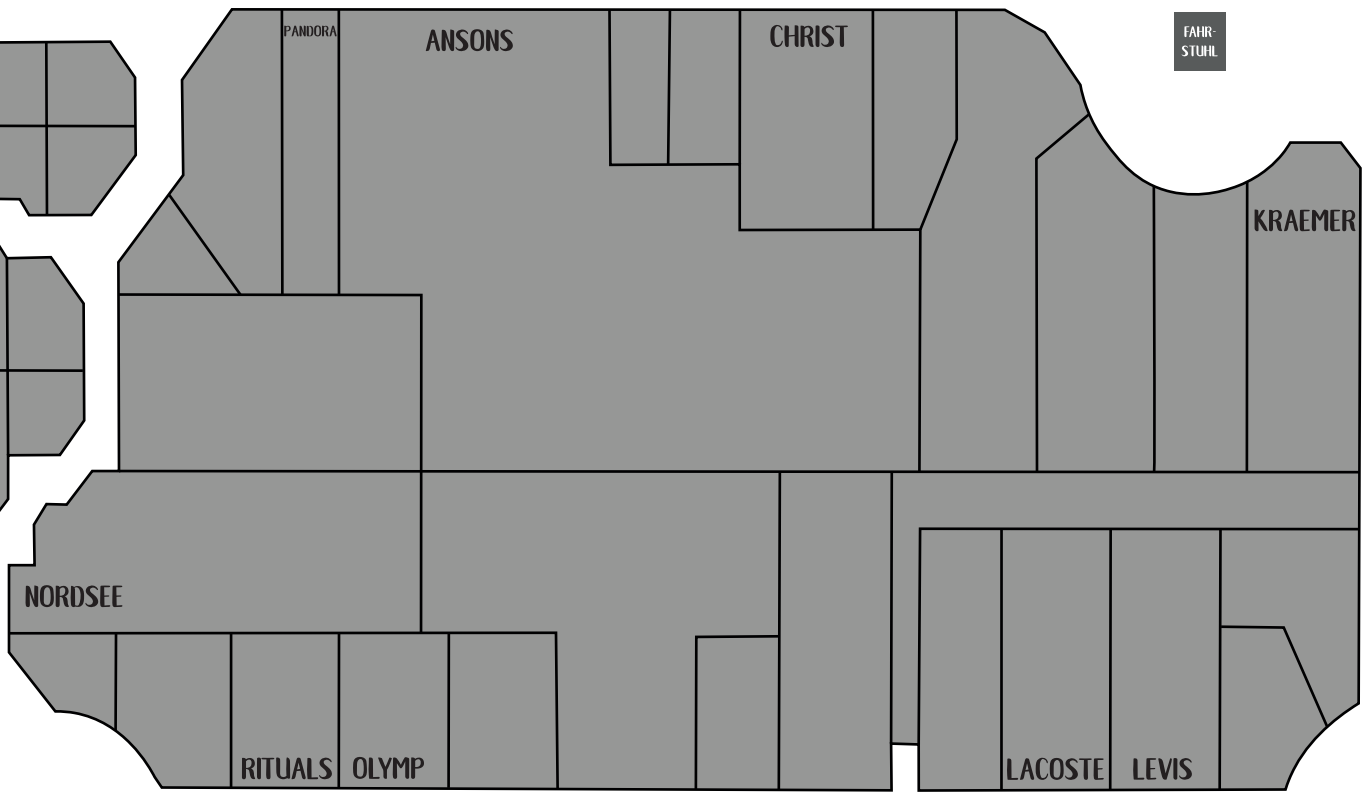 PANDORA
ANSONS
CHRIST
FAHR-
STUHL
KRAEMER
NORDSEE
RITUALS
OLYMP
LACOSTE
LEVIS